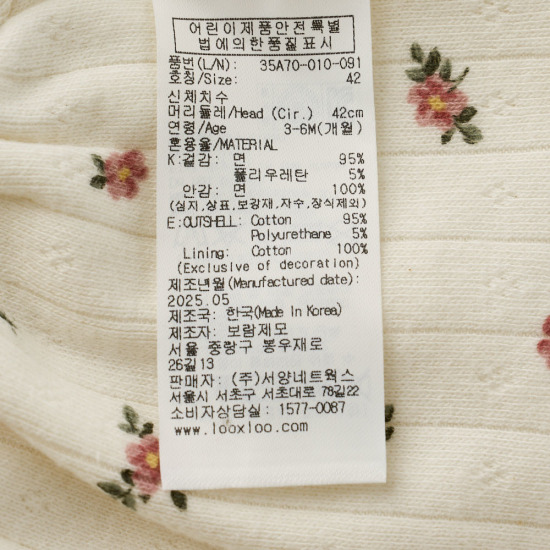 어린이제품안전특별
법에의한품질표시
품번(L/N): 35A70-010-091
호칭/Size: 42
신체치수
머리둘레/Head (Cir.) 42cm
연령/Age 3-6M(개월)
혼용율/MATERIAL
K:겉감: 면 95%
폴리우레탄 5%
안감: 면 100%
(심지,상표,보강재,자수,장식제외)
E:OUTSHELL: Cotton 95%
Polyurethane 5%
Lining: Cotton 100%
(Exclusive of decoration)
제조년월(Manufactured date):
2025.05
제조국: 한국(Made In Korea)
제조자: 보람제모
서울 중랑구 봉우재로
26길13
판매자: (주)서양네트웍스
서울시 서초구 서초대로 78길22
소비자상담실: 1577-0087
www.looxloo.com